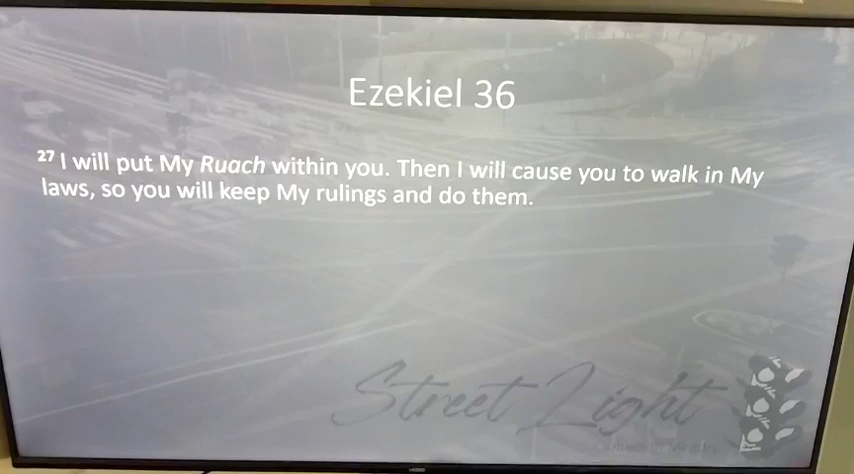 Ezekiel 36
27 I will put My Ruach within you. Then I will cause you to walk in My
laws, so you will keep My rulings and do them.
Street Light